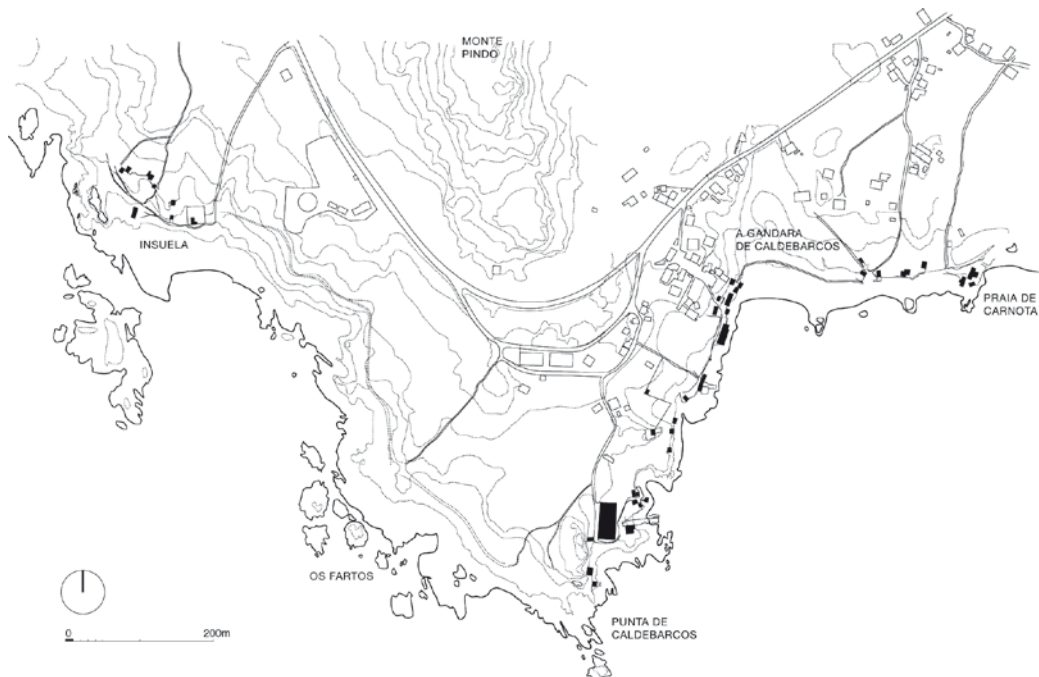 MONTE
PINDO
INSUELA
A GANDARA
DE CALDEBARCOS
PRAIA DE
CARNOTA
OS FARTOS
PUNTA DE
CALDEBARCOS
0 200m